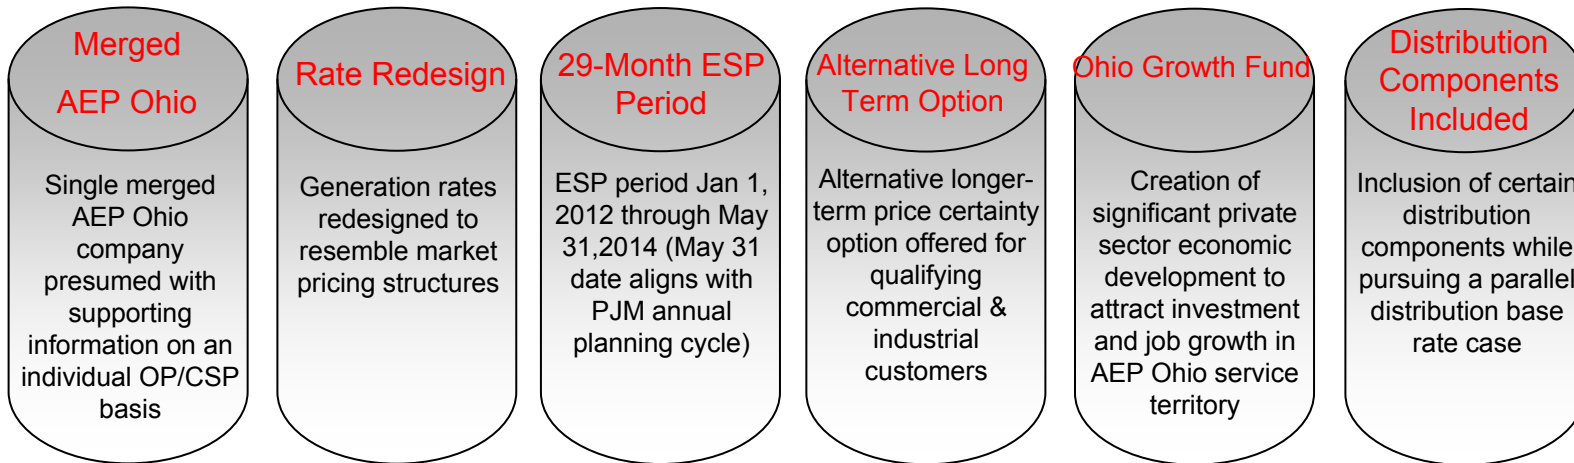 Merged
AEP Ohio
Single merged
AEP Ohio
company
presumed with
supporting
information on an
individual OP/CSP
basis
Rate Redesign
Generation rates
redesigned to
resemble market
pricing structures
29-Month ESP
Period
ESP period Jan 1,
2012 through May
31,2014 (May 31
date aligns with
PJM annual
planning cycle)
Alternative Long
Term Option
Alternative longer-
term price certainty
option offered for
qualifying
commercial &
industrial
customers
Ohio Growth Fund
Creation of
significant private
sector economic
development to
attract investment
and job growth in
AEP Ohio service
territory
Distribution
Components
Included
Inclusion of certain
distribution
components while
pursuing a parallel
distribution base
rate case